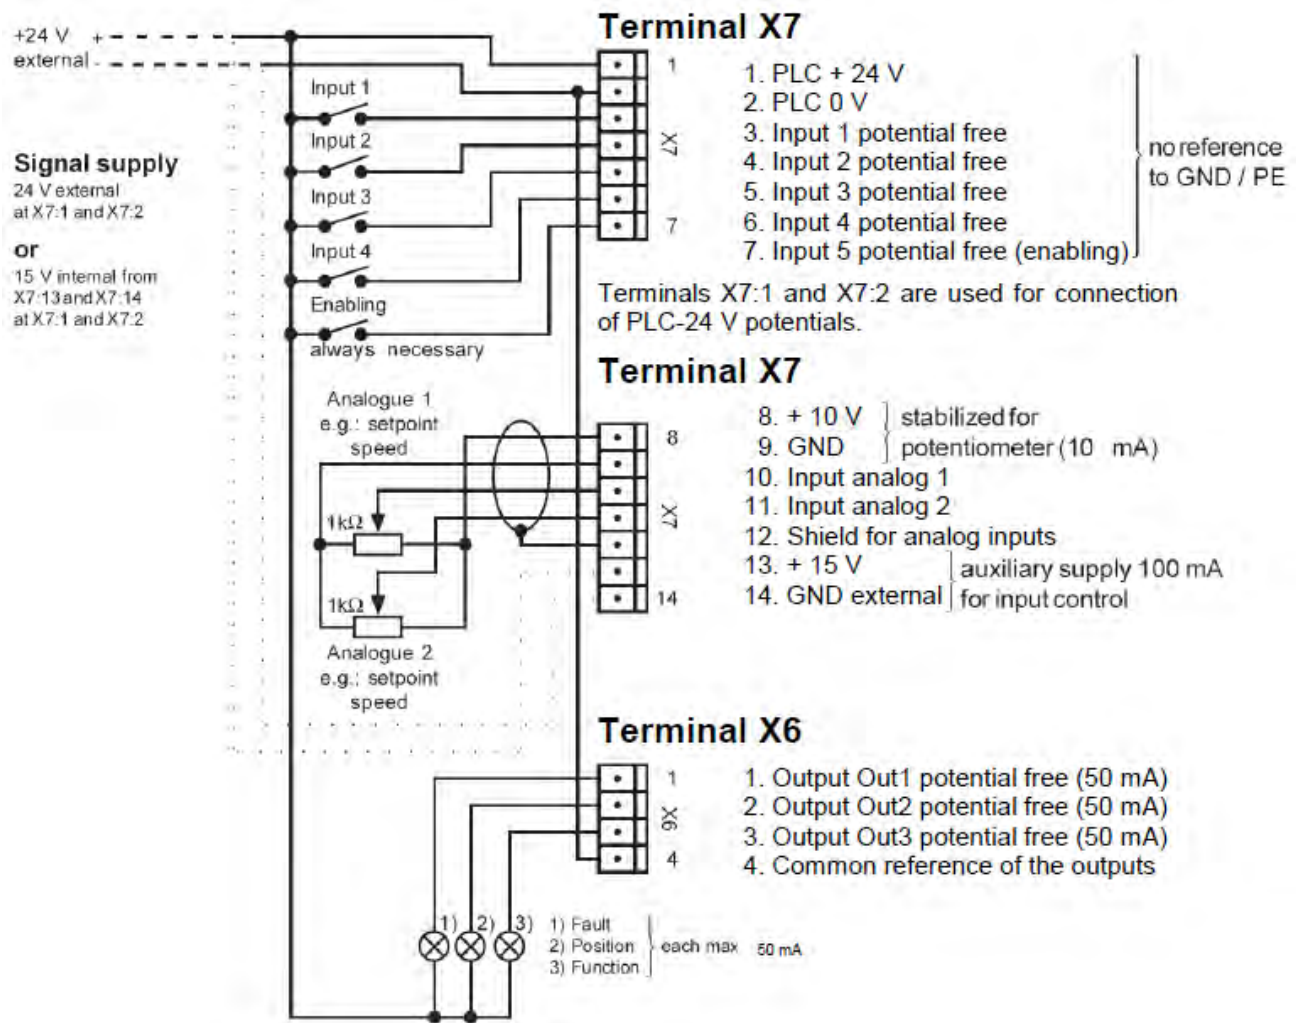 +24 V +
external -
Signal supply
24 V external
at X7:1 and X7:2
or
15 V internal from
X7:13 and X7:14
at X7:1 and X7:2
Input 1
Input 2
Input 3
Input 4
Enabling
always necessary
Terminal X7
1
X7
7
1. PLC + 24 V
2. PLC 0 V
3. Input 1 potential free
4. Input 2 potential free
5. Input 3 potential free
6. Input 4 potential free
7. Input 5 potential free (enabling)
no reference
to GND / PE
Terminals X7:1 and X7:2 are used for connection
of PLC-24 V potentials.
Terminal X7
Analogue 1
e.g.: setpoint
speed
1kΩ
1kΩ
Analogue 2
e.g.: setpoint
speed
8
X7
14
8. + 10 V
9. GND
stabilized for
potentiometer (10 mA)
10. Input analog 1
11. Input analog 2
12. Shield for analog inputs
13. + 15 V
14. GND external
auxiliary supply 100 mA
for input control
Terminal X6
1
X6
4
1. Output Out1 potential free (50 mA)
2. Output Out2 potential free (50 mA)
3. Output Out3 potential free (50 mA)
4. Common reference of the outputs
1) 2) 3)
1) Fault
2) Position
3) Function
each max 50 mA